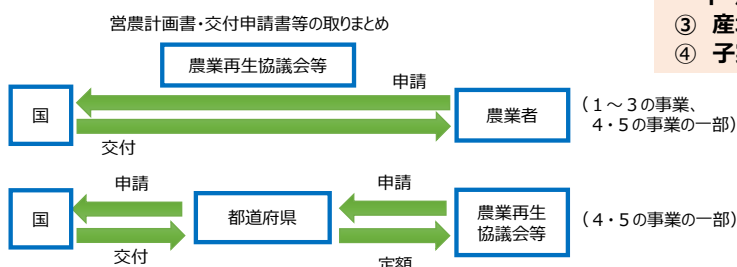 営農計画書・交付申請書等の取りまとめ
③ 産
④ 子
農業再生協議会等
申請
国
農業者
（１～３の事業、
４・５の事業の一部）
交付
申請
申請
国
都道府県
農業再生
協議会等
（４・５の事業の一部）
交付
定額